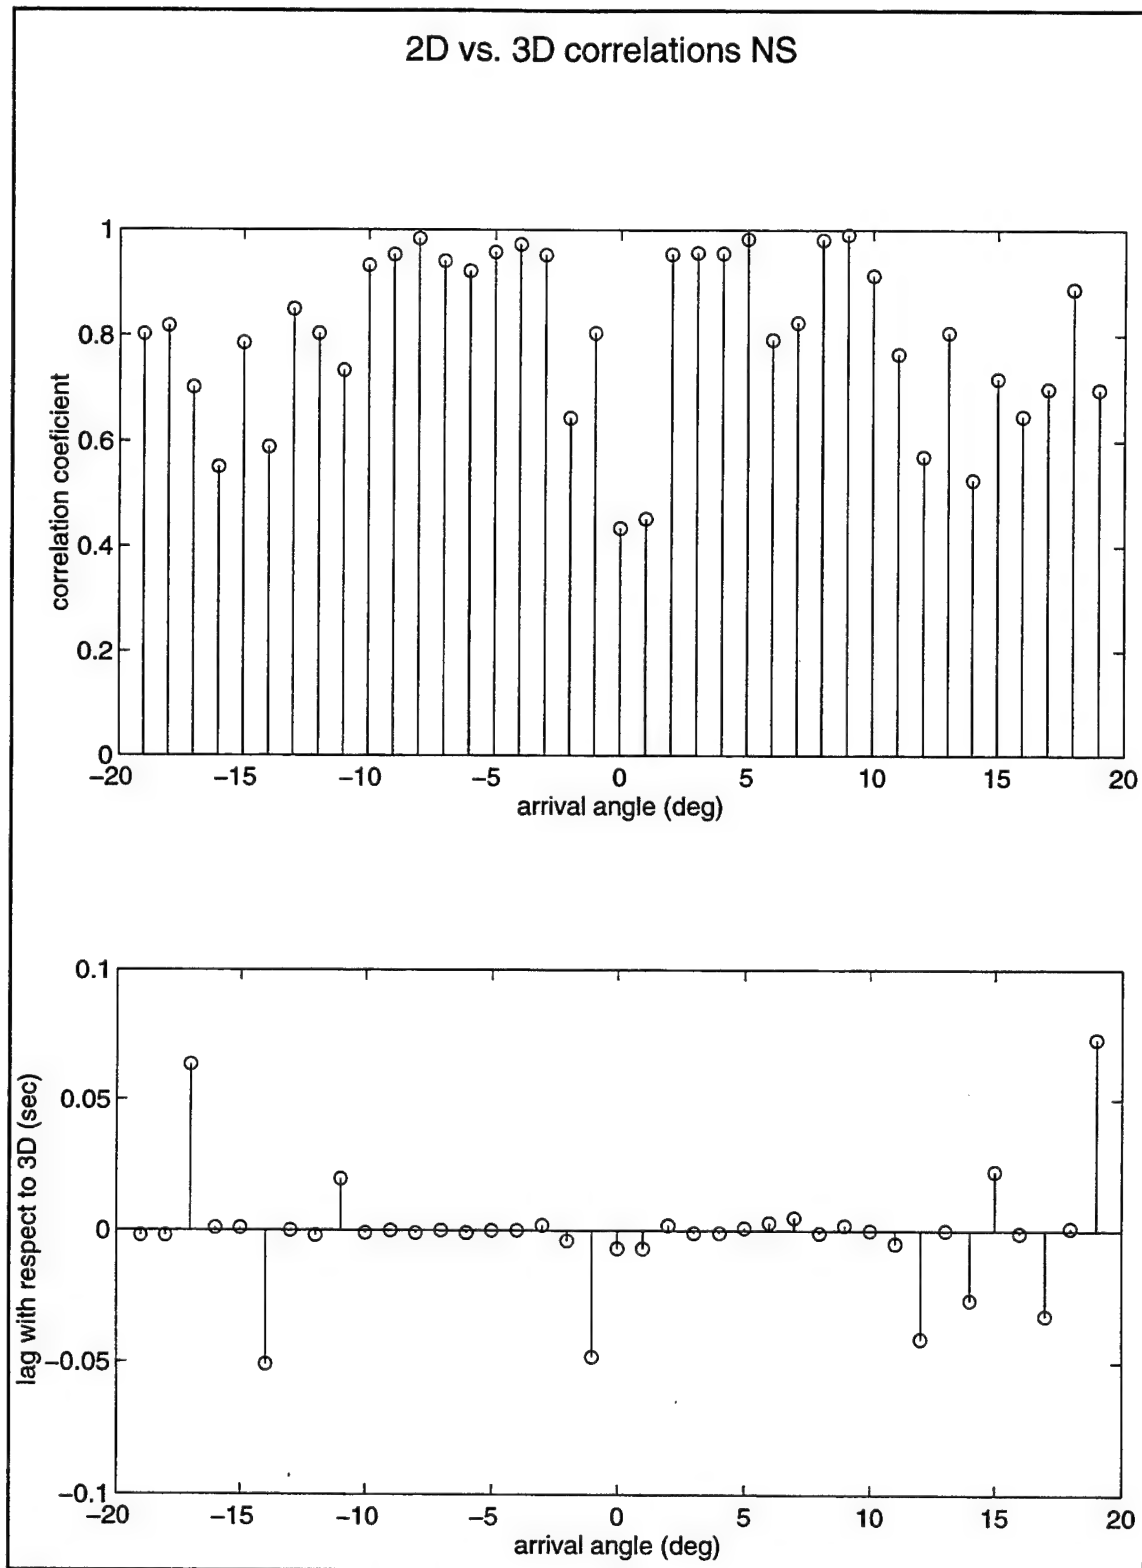 2D vs. 3D correlations NS
1
0.8
0.6
0.4
0.2
0
correlation coeficient
−20 −15 −10 −5 0 5 10 15 20
arrival angle (deg)
0.1
0.05
0
−0.05
−0.1
lag with respect to 3D (sec)
−20 −15 −10 −5 0 5 10 15 20
arrival angle (deg)